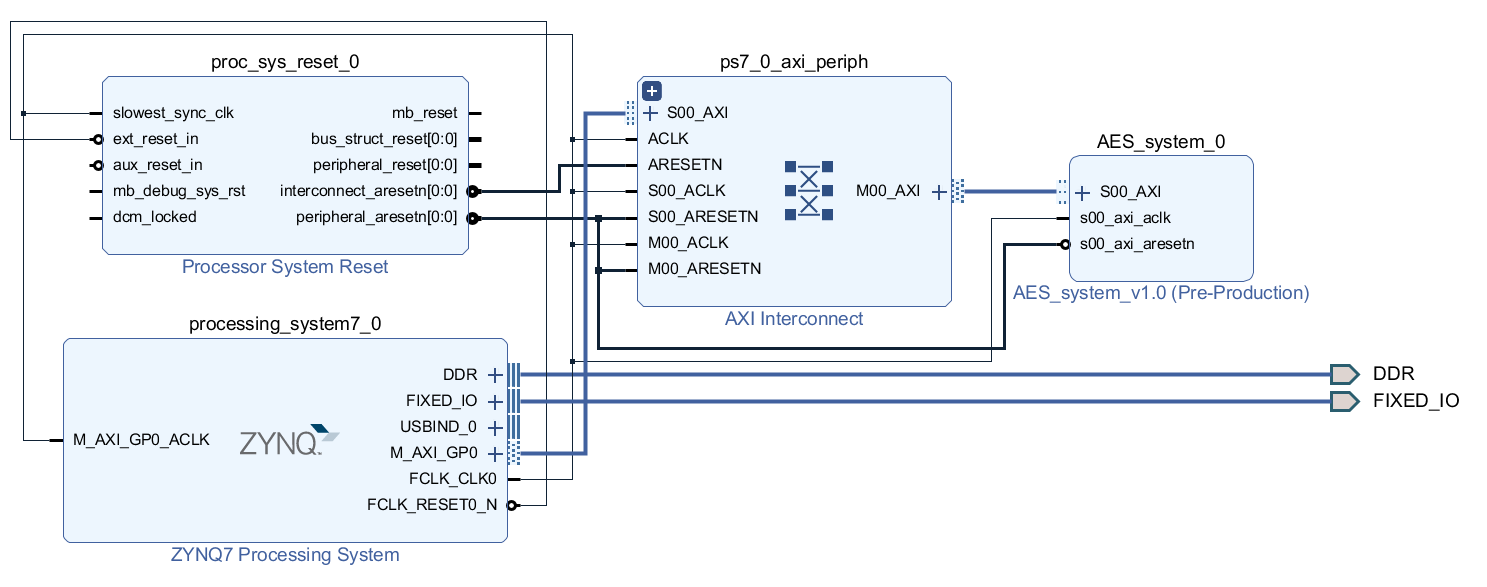 proc_sys_reset_0
slowest_sync_clk
ext_reset_in
aux_reset_in
mb_debug_sys_rst
dcm_locked
mb_reset
bus_struct_reset[0:0]
peripheral_reset[0:0]
interconnect_aresetn[0:0]
peripheral_aresetn[0:0]
Processor System Reset
ps7_0_axi_periph
S00_AXI
ACLK
ARESETN
S00_ACLK
S00_ARESETN
M00_ACLK
M00_ARESETN
M00_AXI
AXI Interconnect
AES_system_0
S00_AXI
s00_axi_aclk
s00_axi_aresetn
AES_system_v1.0 (Pre-Production)
processing_system7_0
M_AXI_GP0_ACLK
ZYNQ
DDR
FIXED_IO
USBIND_0
M_AXI_GP0
FCLK_CLK0
FCLK_RESET0_N
ZYNQ7 Processing System
DDR
FIXED_IO